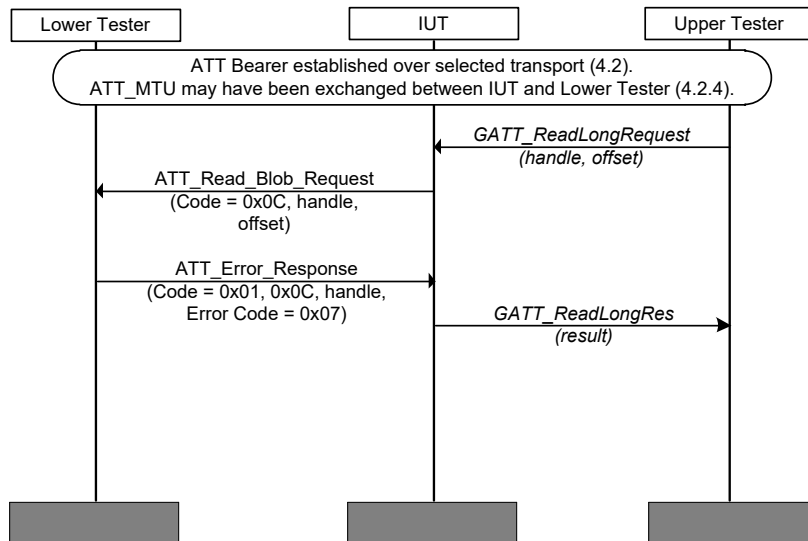 Lower Tester
IUT
Upper Tester
ATT Bearer established over selected transport (4.2).
ATT_MTU may have been exchanged between IUT and Lower Tester (4.2.4).
GATT_ReadLongRequest
(handle, offset)
ATT_Read_Blob_Request
(Code = 0x0C, handle,
offset)
ATT_Error_Response
(Code = 0x01, 0x0C, handle,
Error Code = 0x07)
GATT_ReadLongRes
(result)